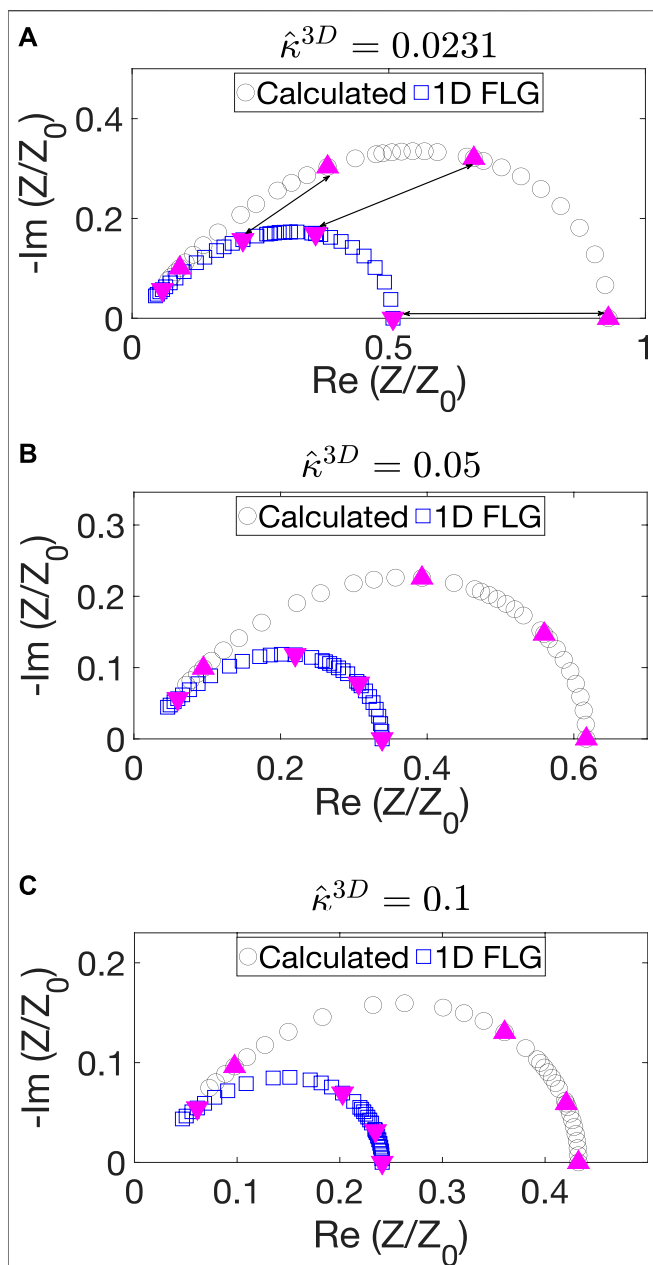 A
κ̂^{3D} = 0.0231
○Calculated □1D FLG
-Im (Z/Z_0)
0.4
0.2
0
0 0.5 1
Re (Z/Z_0)
B
κ̂^{3D} = 0.05
○Calculated □1D FLG
-Im (Z/Z_0)
0.3
0.2
0.1
0
0 0.2 0.4 0.6
Re (Z/Z_0)
C
κ̂^{3D} = 0.1
○Calculated □1D FLG
-Im (Z/Z_0)
0.2
0.1
0
0 0.1 0.2 0.3 0.4
Re (Z/Z_0)